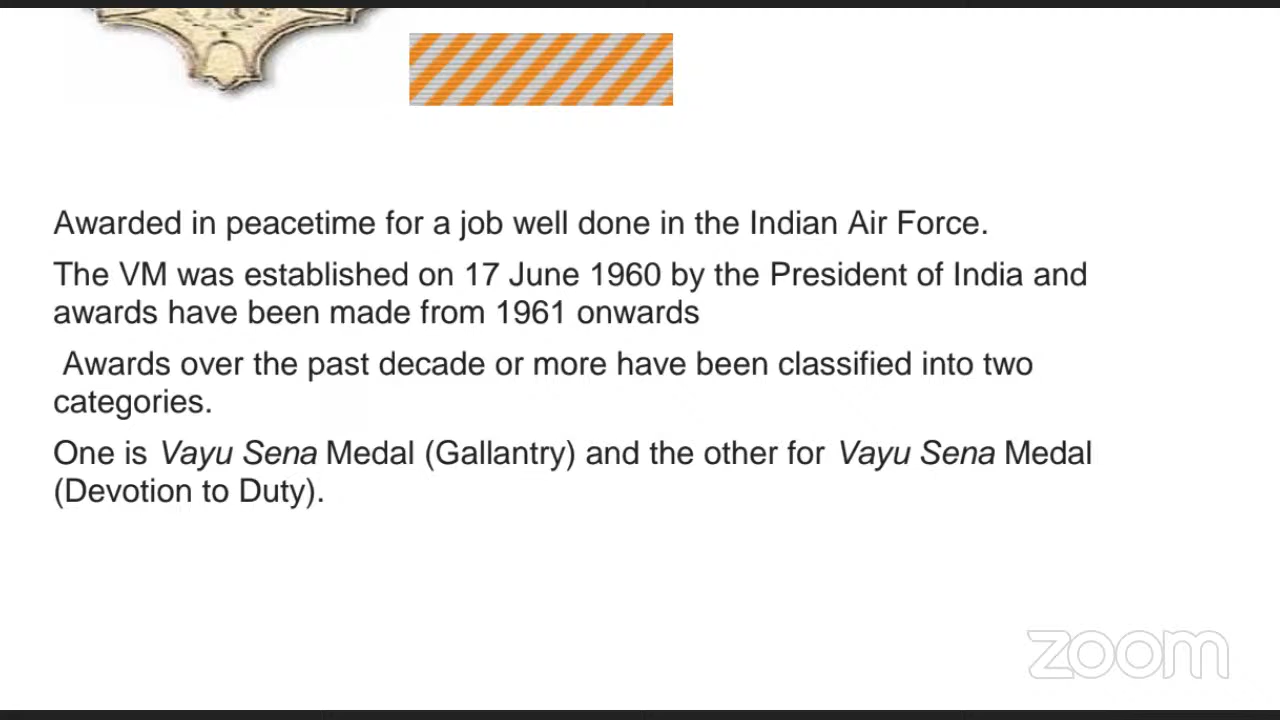 Awarded in peacetime for a job well done in the Indian Air Force.
The VM was established on 17 June 1960 by the President of India and
awards have been made from 1961 onwards
Awards over the past decade or more have been classified into two
categories.
One is Vayu Sena Medal (Gallantry) and the other for Vayu Sena Medal
(Devotion to Duty).
zoom